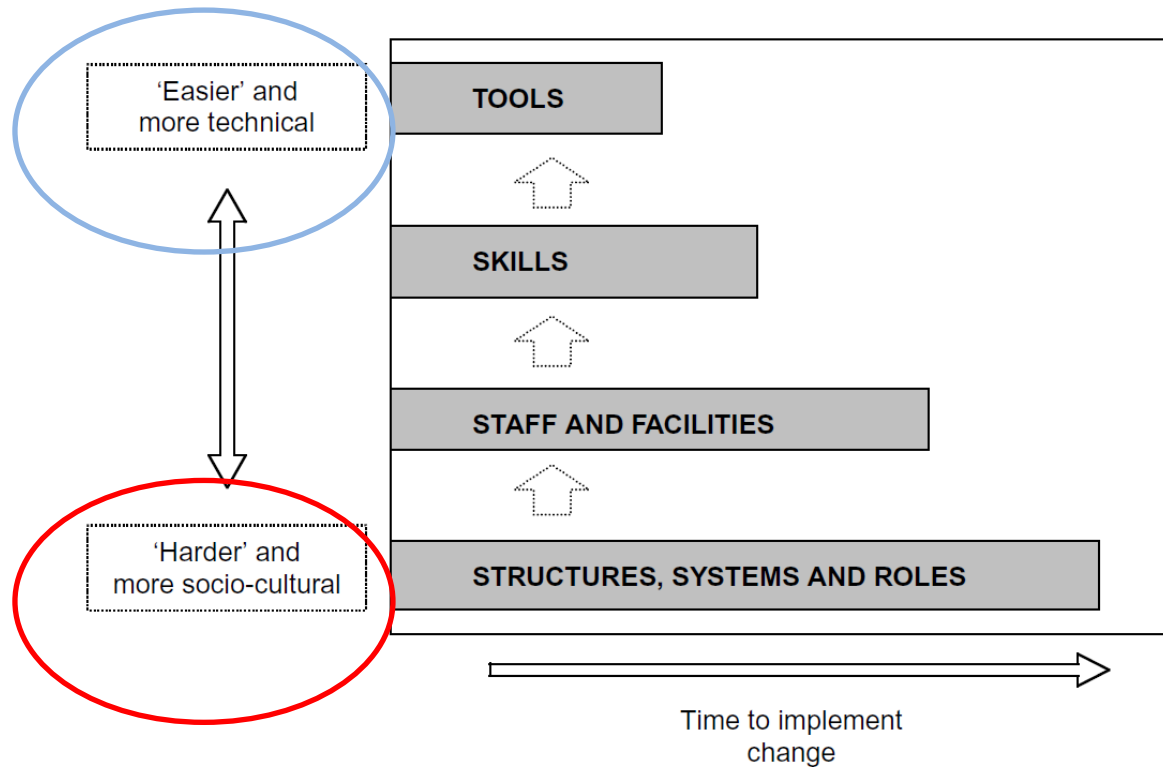 ‘Easier’ and
more technical
TOOLS
SKILLS
STAFF AND FACILITIES
‘Harder’ and
more socio-cultural
STRUCTURES, SYSTEMS AND ROLES
Time to implement
change